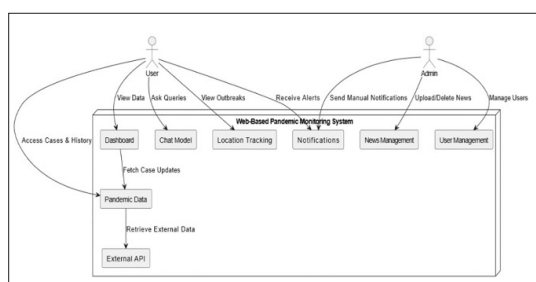 User
Admin
View Data
Ask Queries
View Outbreaks
Receive Alerts
Send Manual Notifications
Upload/Delete News
Manage Users
Web-Based Pandemic Monitoring System
Access Cases & History
Dashboard
Chat Model
Location Tracking
Notifications
News Management
User Management
Fetch Case Updates
Pandemic Data
Retrieve External Data
External API